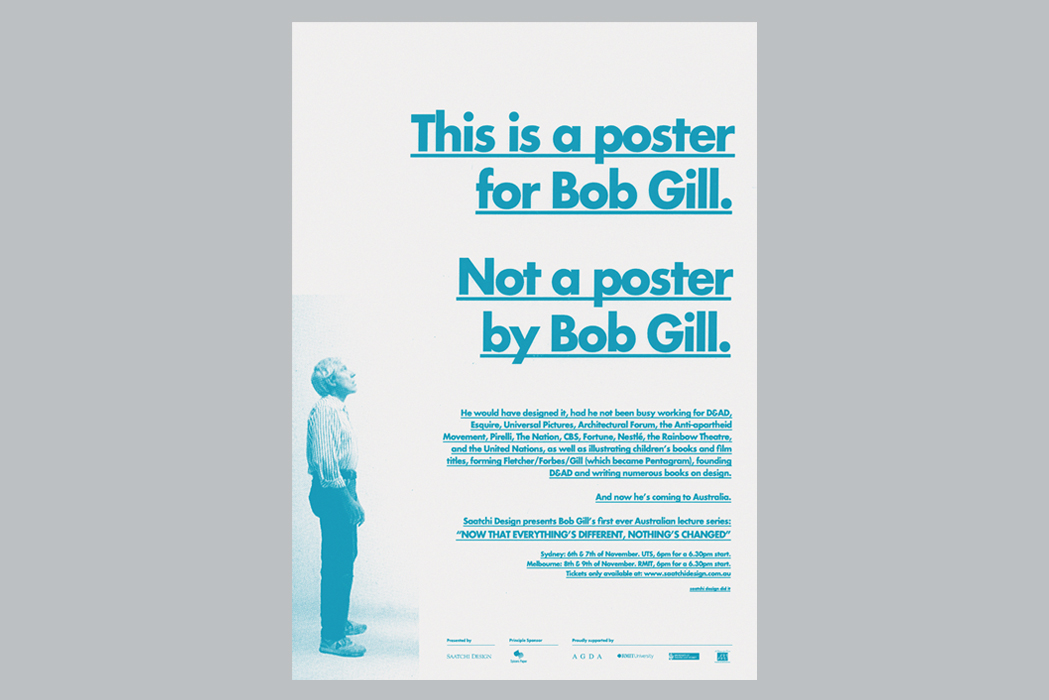 This is a poster
for Bob Gill.
Not a poster
by Bob Gill.
He would have designed it, had he not been busy working for D&AD,
Esquire, Universal Pictures, Architectural Forum, the Anti-apartheid
Movement, Pirelli, The Nation, CBS, Fortune, Nestlé, the Rainbow Theatre,
and the United Nations, as well as illustrating children's books and film
titles, forming Fletcher/Forbes/Gill (which became Pentagram), founding
D&AD and writing numerous books on design.
And now he's coming to Australia.
Saatchi Design presents Bob Gill's first ever Australian lecture series:
"NOW THAT EVERYTHING'S DIFFERENT, NOTHING'S CHANGED"
Sydney: 6th & 7th of November. UTS, 6pm for a 6.30pm start.
Melbourne: 8th & 9th of November. RMIT, 6pm for a 6.30pm start.
Tickets only available at: www.saatchidesign.com.au
saatchi design did it
Presented by
Principle Sponsor
Proudly supported by
SAATCHI DESIGN
AGDA
RMIT University